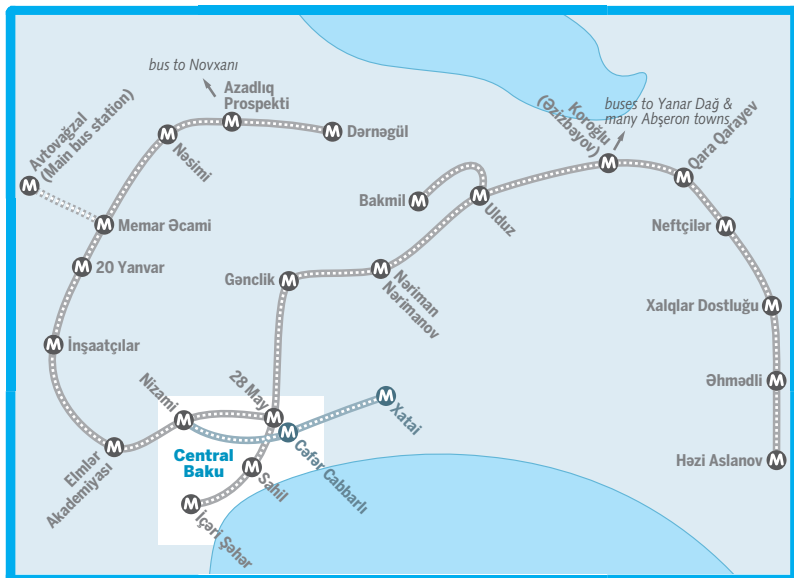 bus to Novxanı
Azadlıq
Prospekti
Dərnəgül
Avtovağzal
(Main bus station)
Nəsimi
Koroğlu
(Əzizbəyov)
buses to Yanar Dağ &
many Abşeron towns
Qara Qarayev
Bakmil
Ulduz
Memar Əcami
Neftçilər
20 Yanvar
Gənclik
Nəriman
Nərimanov
Xalqlar Dostluğu
İnşaatçılar
Əhmədli
Nizami
28 May
Xatai
Elmlər
Akademiyası
Central
Baku
Cəfər Cabbarlı
Sahil
Həzi Aslanov
İçəri Şəhər